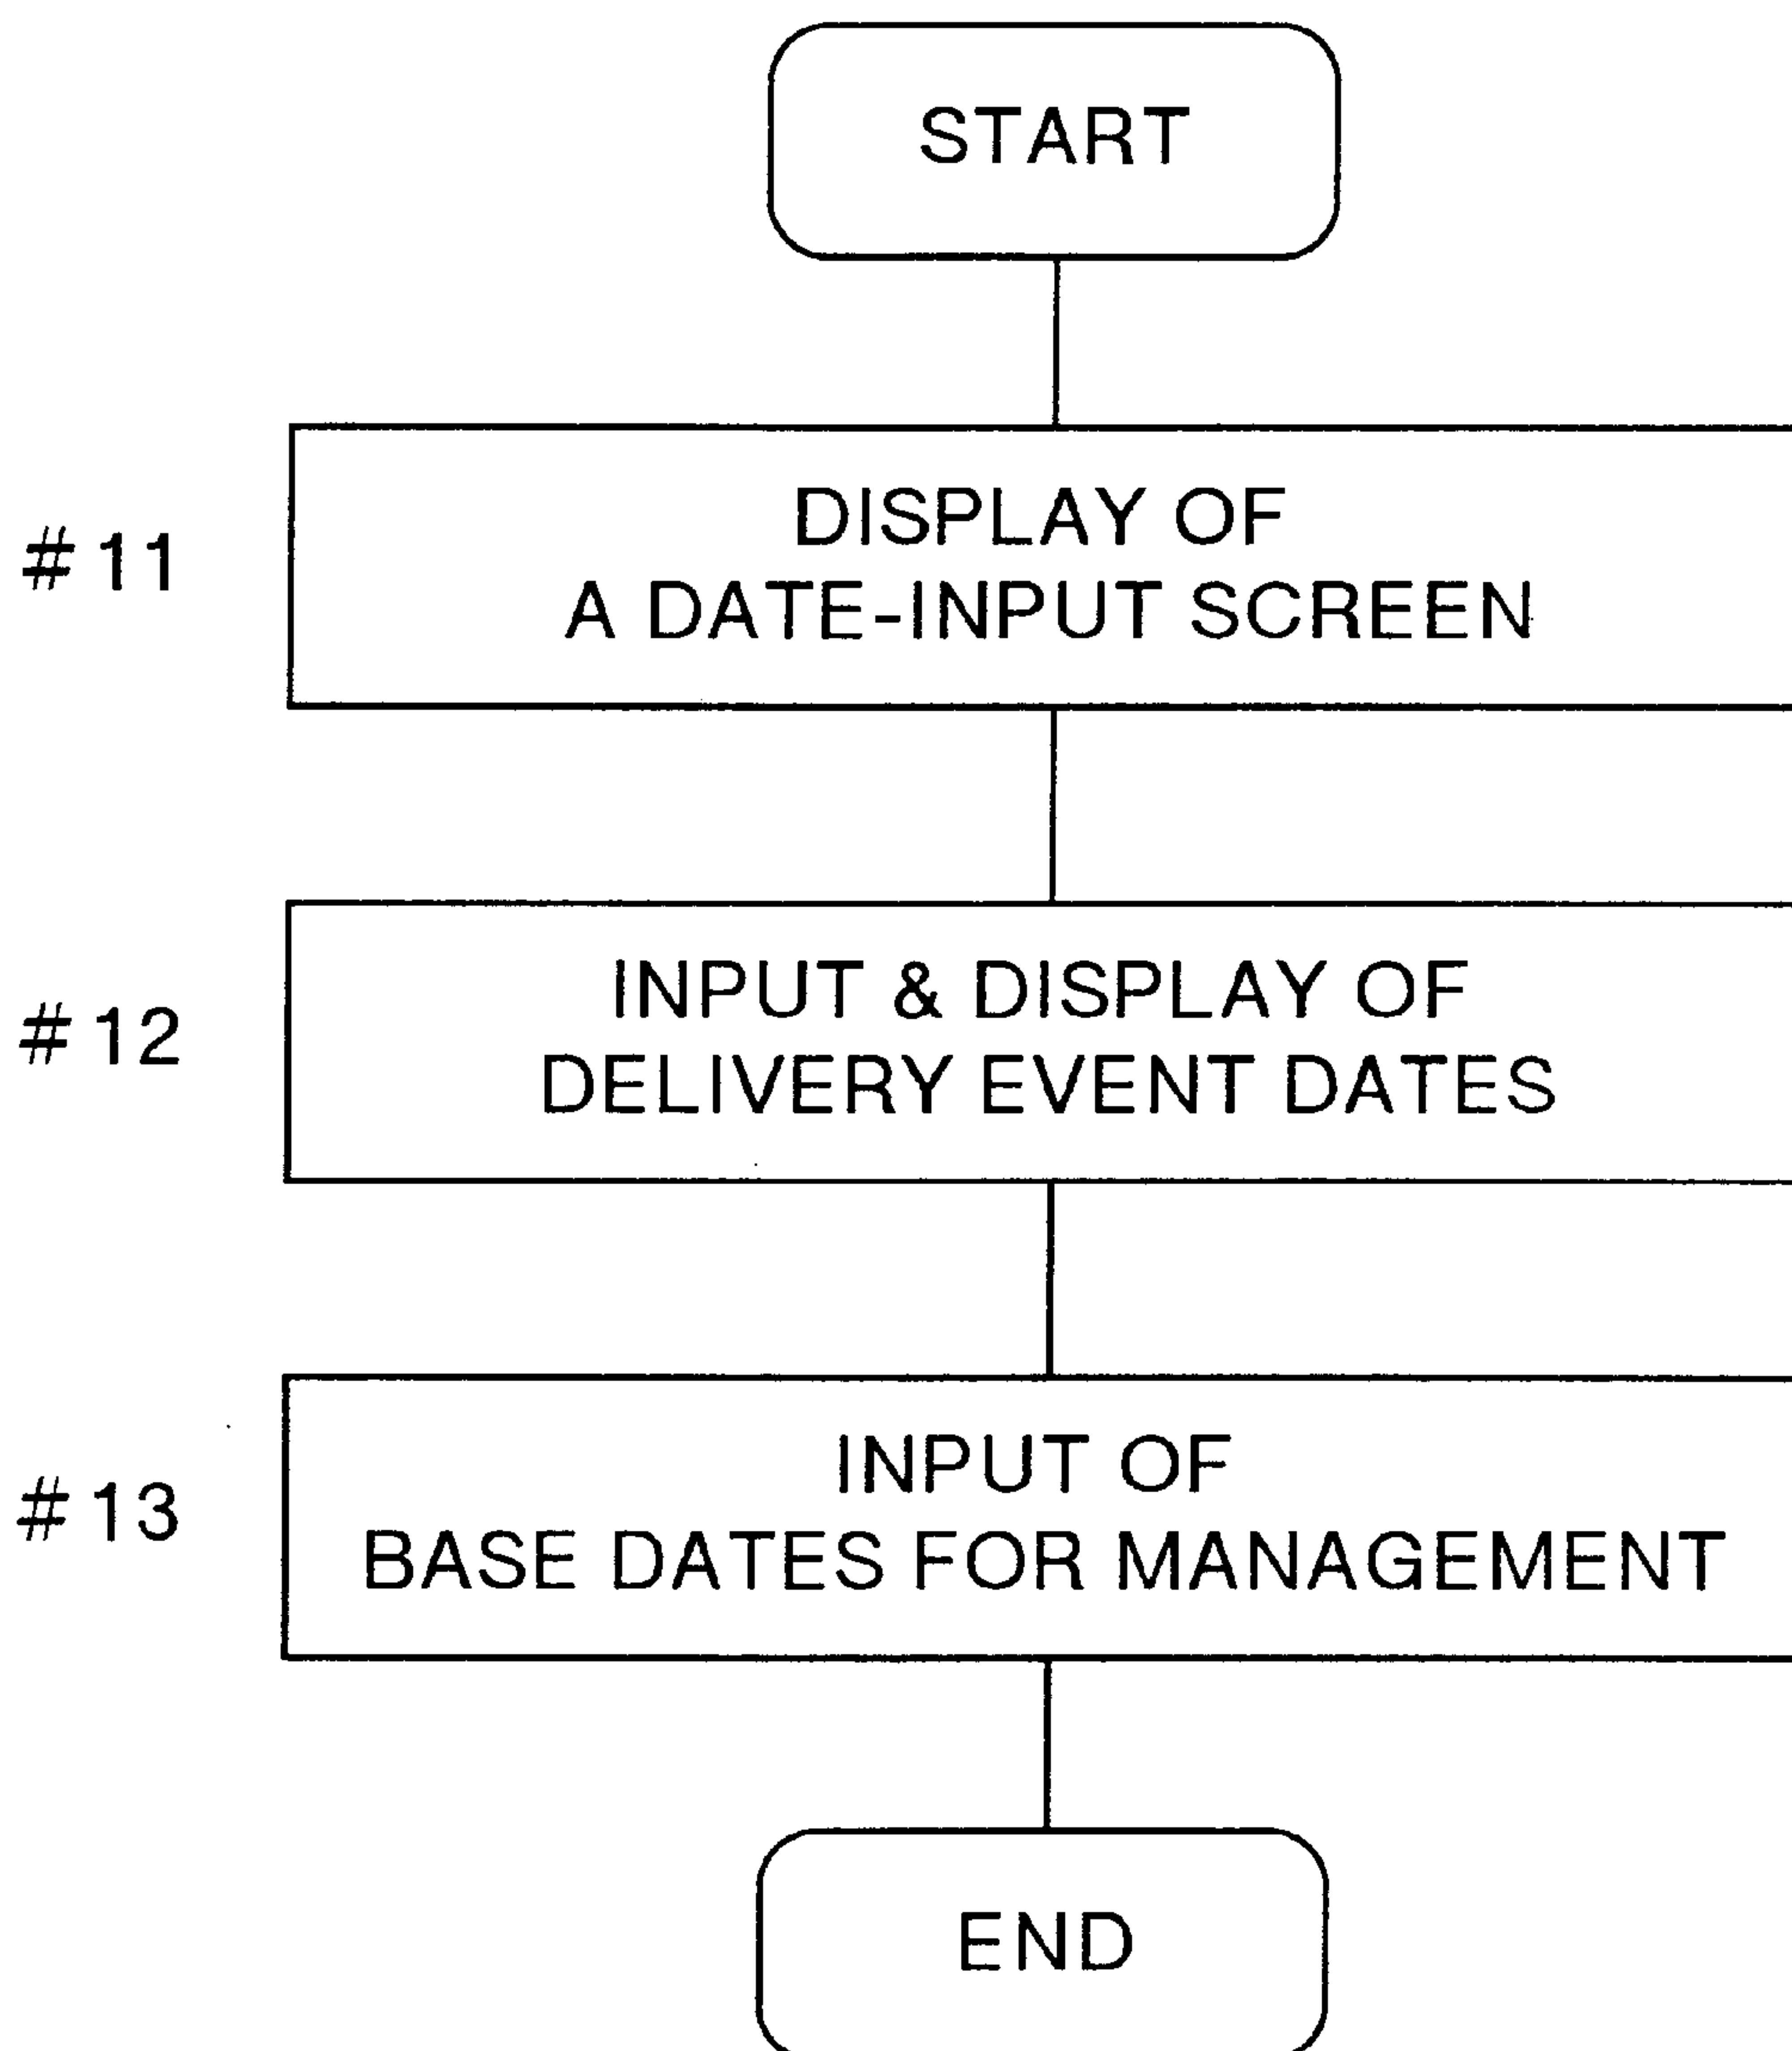 START
#11
DISPLAY OF
A DATE-INPUT SCREEN
#12
INPUT & DISPLAY OF
DELIVERY EVENT DATES
#13
INPUT OF
BASE DATES FOR MANAGEMENT
END